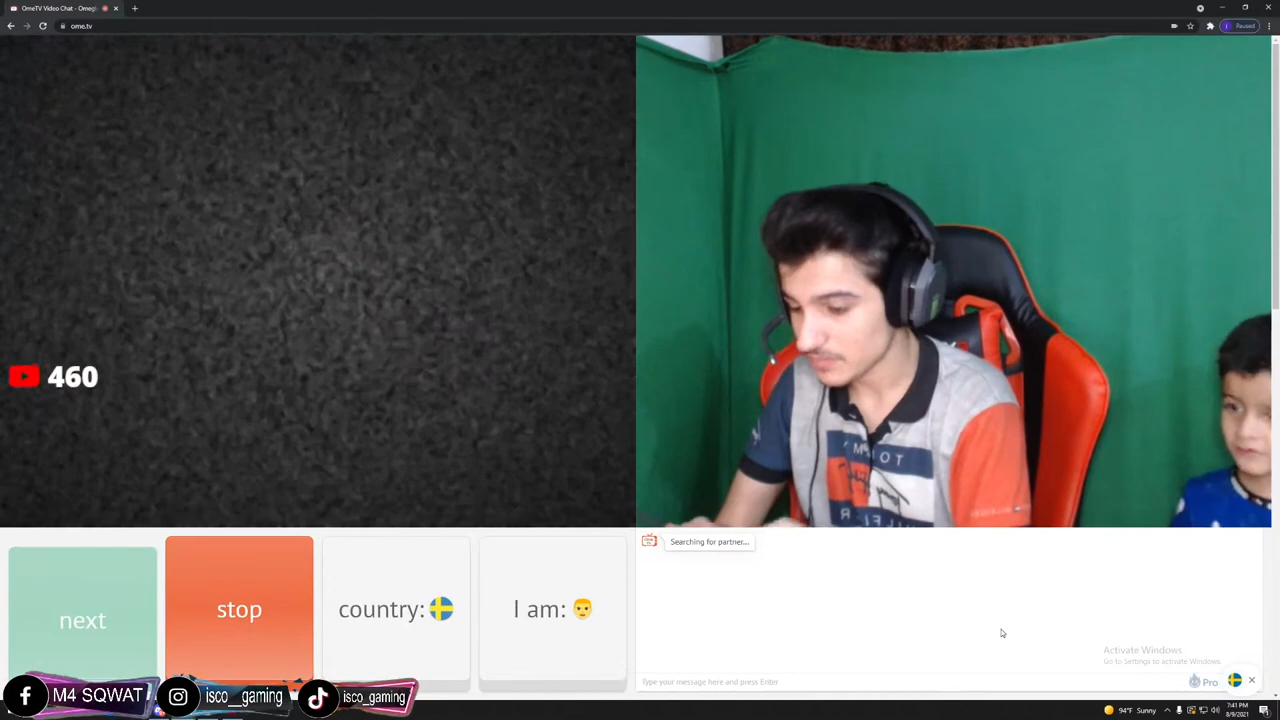 OmeTV Video Chat - Omegl
ome.tv
Paused
460
Searching for partner...
next
stop
country:
I am:
Activate Windows
Go to Settings to activate Windows.
Type your message here and press Enter
Pro
M4 SQWAT
isco__gaming
isco_gaming
94°F Sunny
7:41 PM
8/9/2021